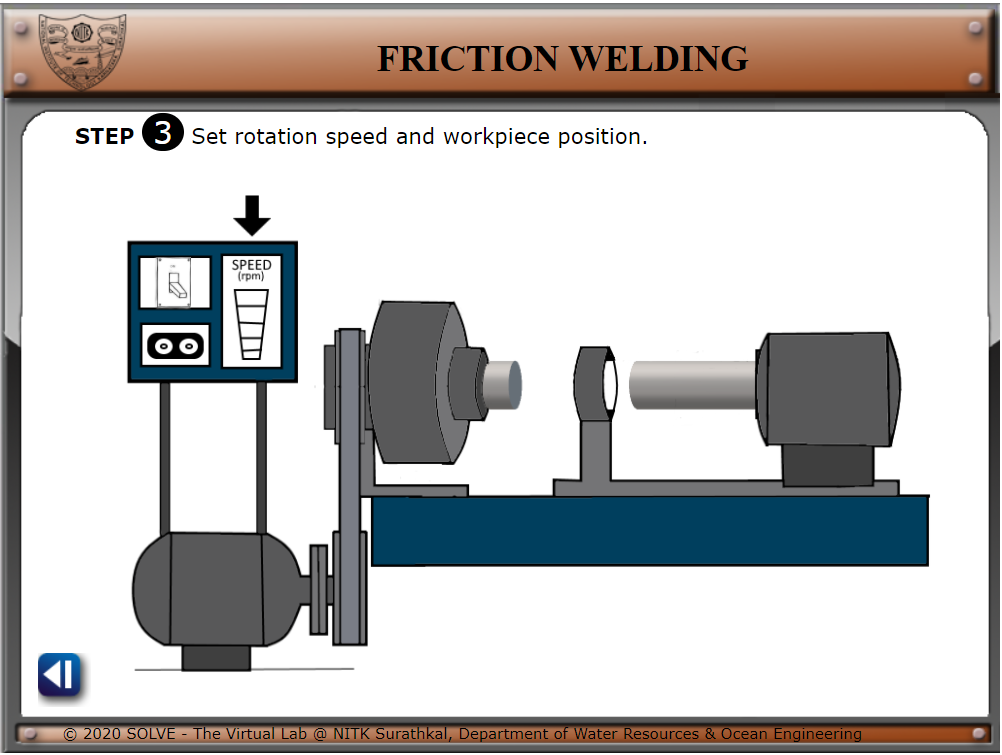 FRICTION WELDING
STEP 3 Set rotation speed and workpiece position.
SPEED
(rpm)
© 2020 SOLVE - The Virtual Lab @ NITK Surathkal, Department of Water Resources & Ocean Engineering